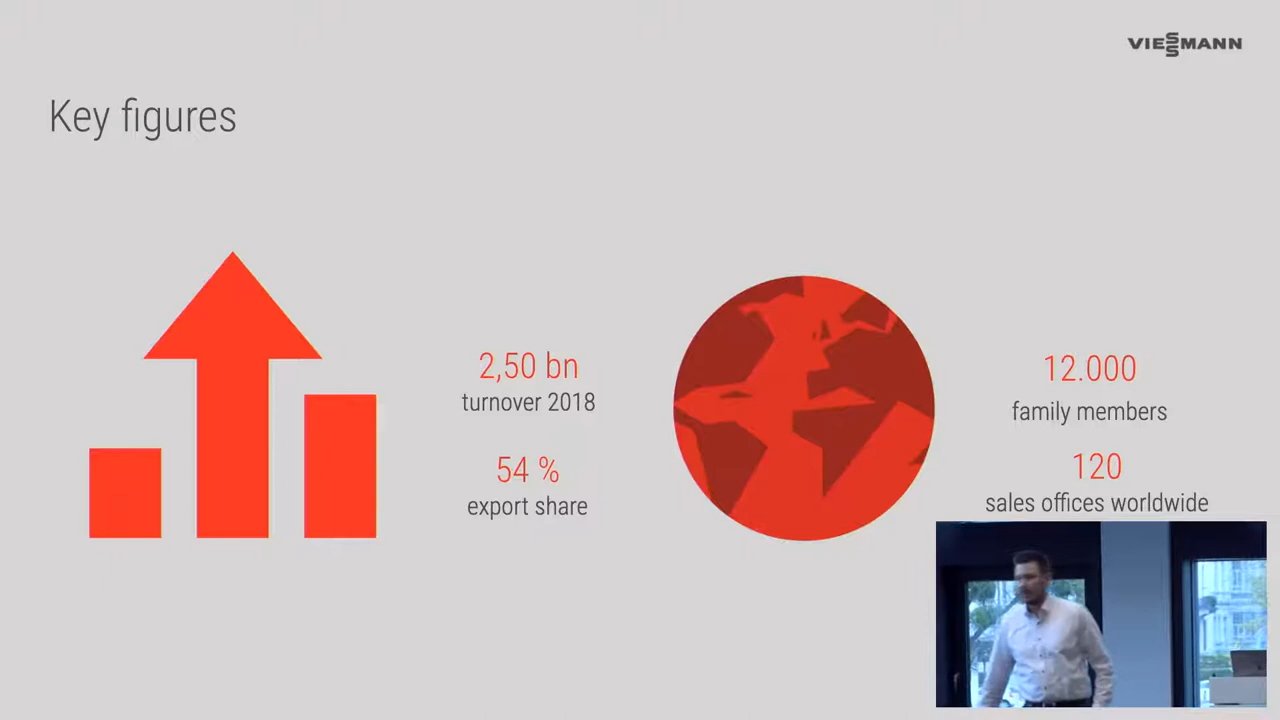 VIESSMANN
Key figures
2,50 bn
turnover 2018
54 %
export share
12.000
family members
120
sales offices worldwide